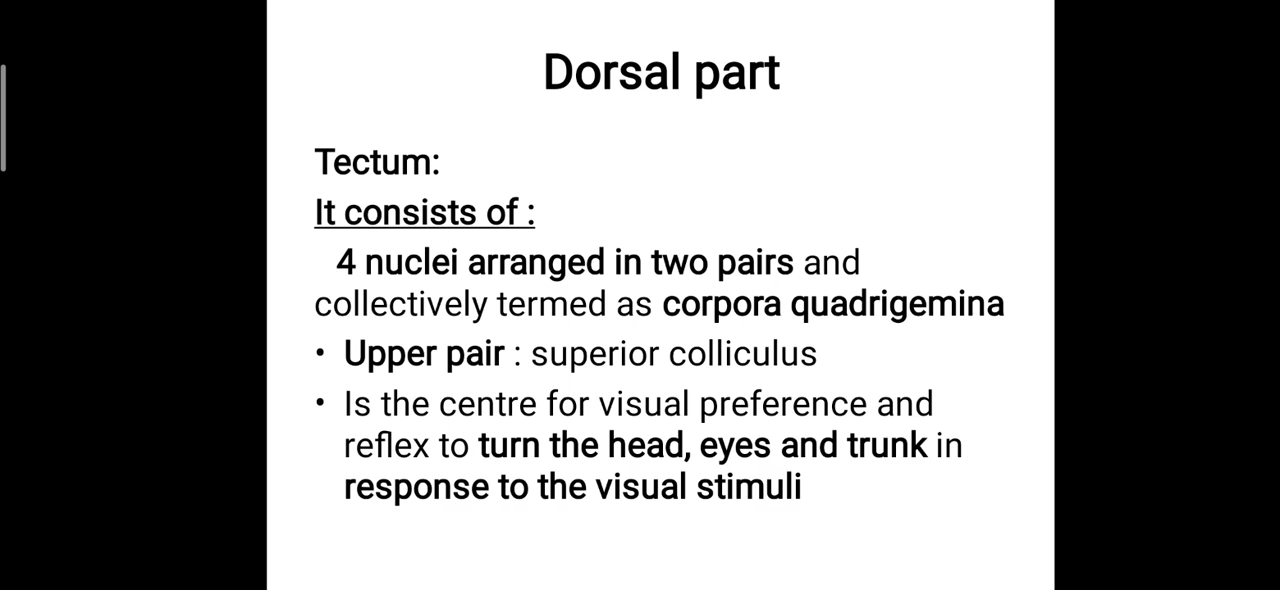 Dorsal part
Tectum:
It consists of :
4 nuclei arranged in two pairs and
collectively termed as corpora quadrigemina
• Upper pair : superior colliculus
• Is the centre for visual preference and
reflex to turn the head, eyes and trunk in
response to the visual stimuli